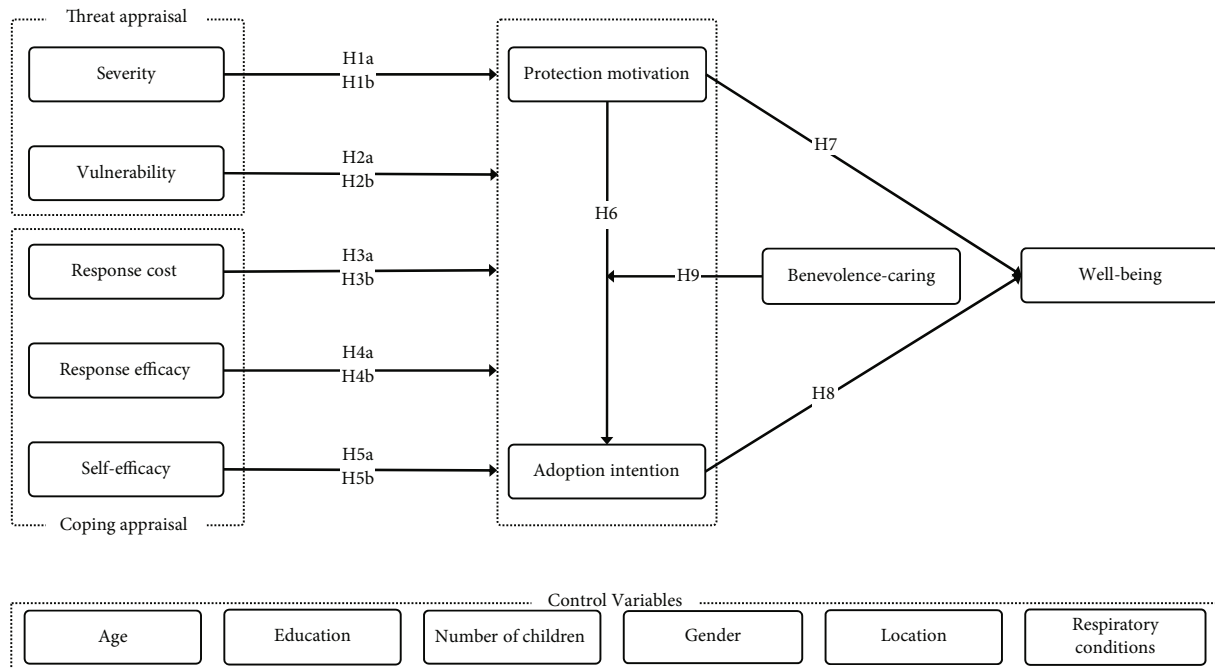 Threat appraisal
Severity
H1a
H1b
Protection motivation
Vulnerability
H2a
H2b
H7
H6
Response cost
H3a
H3b
H9
Benevolence-caring
Well-being
Response efficacy
H4a
H4b
H8
Self-efficacy
H5a
H5b
Adoption intention
Coping appraisal
Control Variables
Age
Education
Number of children
Gender
Location
Respiratory
conditions